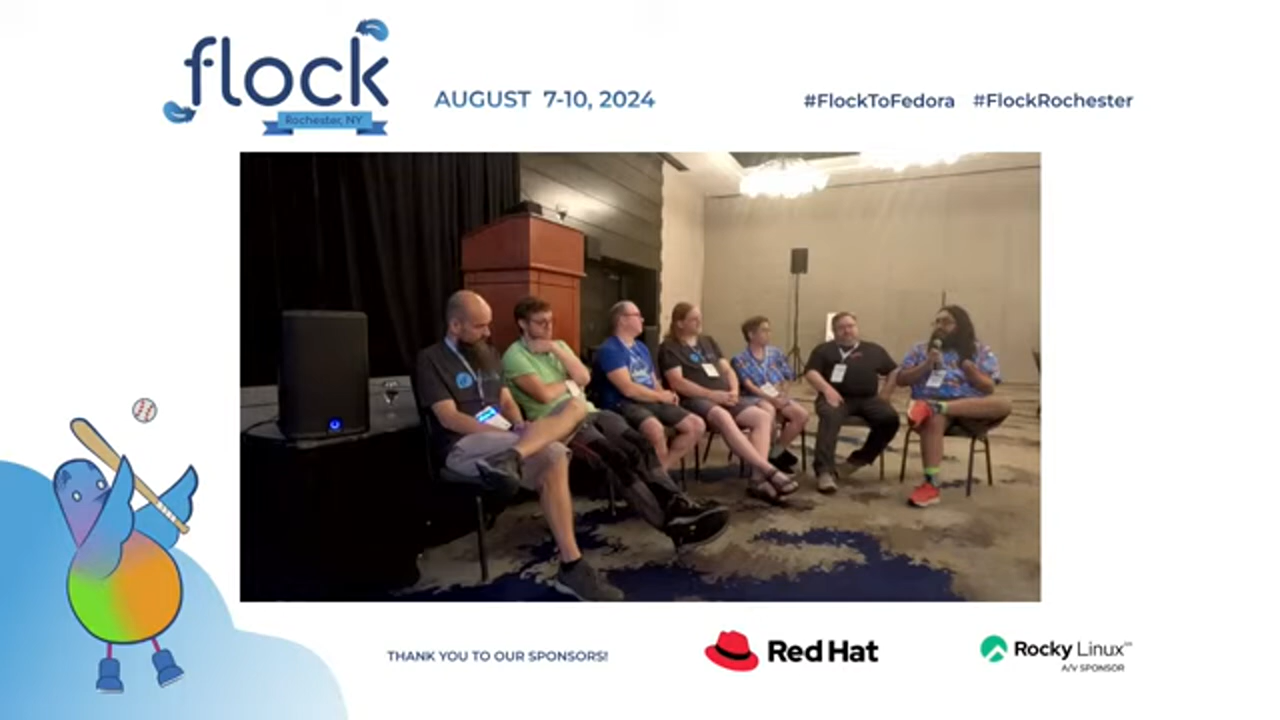 flock
Rochester, NY
AUGUST 7-10, 2024
#FlockToFedora #FlockRochester
THANK YOU TO OUR SPONSORS!
Red Hat
Rocky Linux
A/V SPONSOR